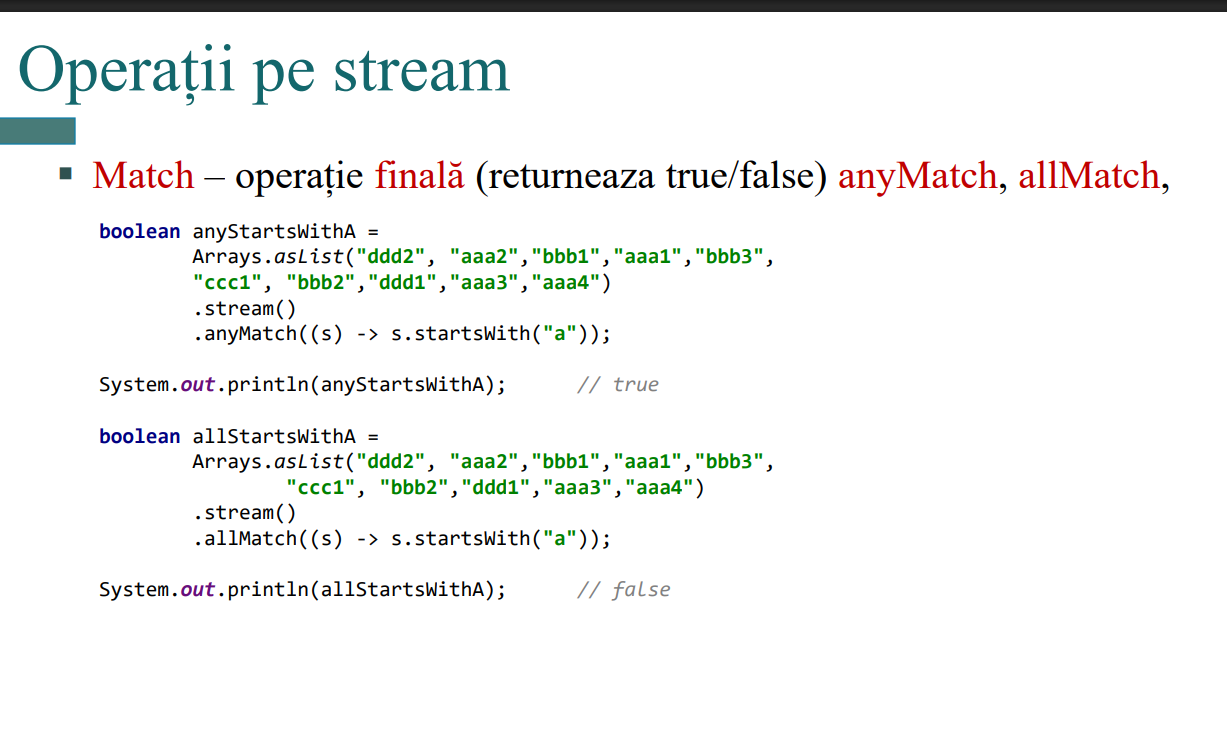 Operații pe stream
▪ Match – operație finală (returneaza true/false) anyMatch, allMatch,
boolean anyStartsWithA =
        Arrays.asList("ddd2", "aaa2","bbb1","aaa1","bbb3",
        "ccc1", "bbb2","ddd1","aaa3","aaa4")
        .stream()
        .anyMatch((s) -> s.startsWith("a"));
System.out.println(anyStartsWithA);      // true
boolean allStartsWithA =
        Arrays.asList("ddd2", "aaa2","bbb1","aaa1","bbb3",
                "ccc1", "bbb2","ddd1","aaa3","aaa4")
        .stream()
        .allMatch((s) -> s.startsWith("a"));
System.out.println(allStartsWithA);      // false